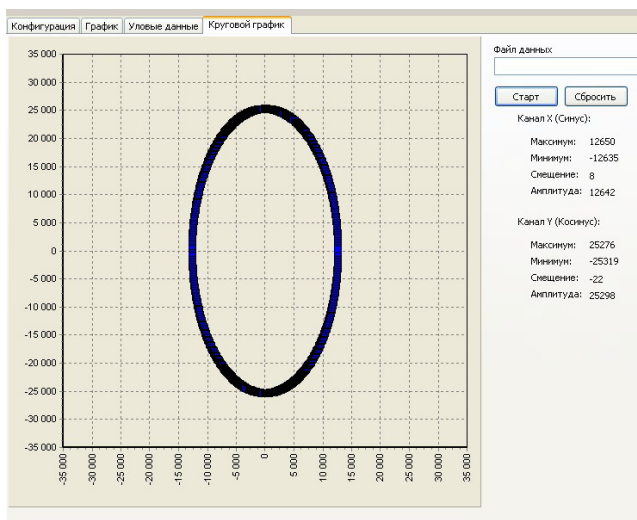 Конфигурация График Уловые данные Круговой график
35 000
30 000
25 000
20 000
15 000
10 000
5 000
0
-5 000
-10 000
-15 000
-20 000
-25 000
-30 000
-35 000
-35 000 -30 000 -25 000 -20 000 -15 000 -10 000 -5 000 0 5 000 10 000 15 000 20 000 25 000 30 000 35 000
Файл данных
Старт Сбросить
Канал X (Синус):
Максимум: 12650
Минимум: -12635
Смещение: 8
Амплитуда: 12642
Канал Y (Косинус):
Максимум: 25276
Минимум: -25319
Смещение: -22
Амплитуда: 25298